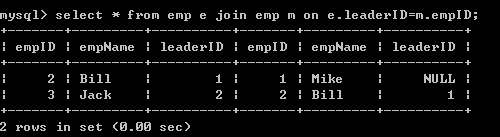 mysql> select * from emp e join emp m on e.leaderID=m.empID;
+-------+---------+----------+-------+---------+----------+
¦ empID ¦ empName ¦ leaderID ¦ empID ¦ empName ¦ leaderID ¦
+-------+---------+----------+-------+---------+----------+
¦     2 ¦ Bill    ¦        1 ¦     1 ¦ Mike    ¦     NULL ¦
¦     3 ¦ Jack    ¦        2 ¦     2 ¦ Bill    ¦        1 ¦
+-------+---------+----------+-------+---------+----------+
2 rows in set (0.00 sec)